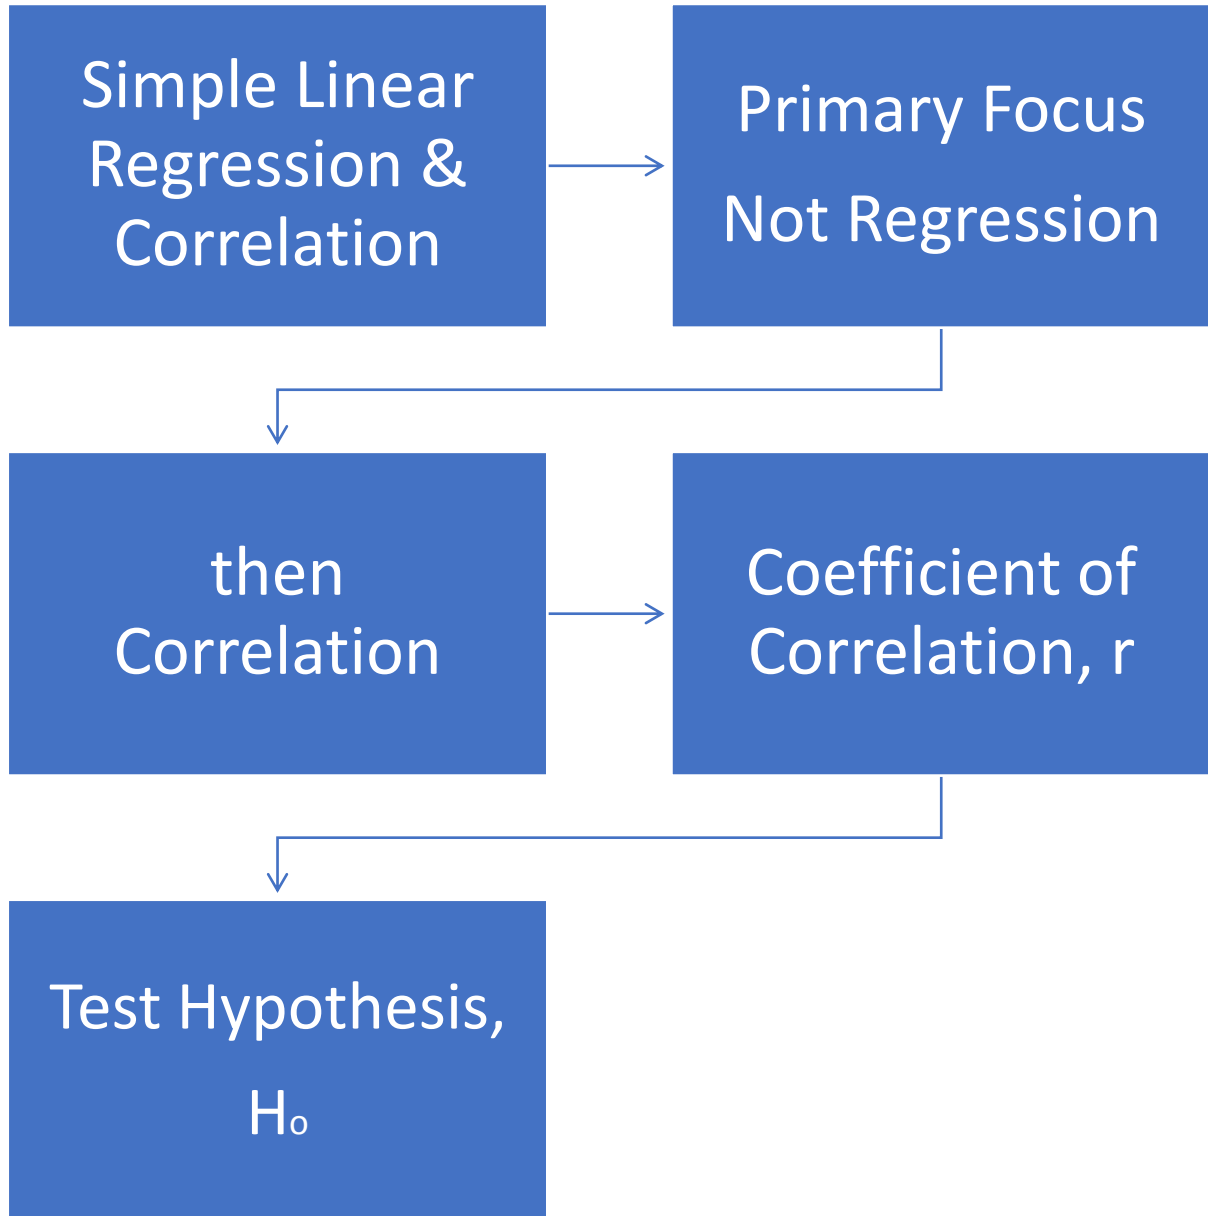 Simple Linear
Regression &
Correlation
Primary Focus
Not Regression
then
Correlation
Coefficient of
Correlation, r
Test Hypothesis,
Ho